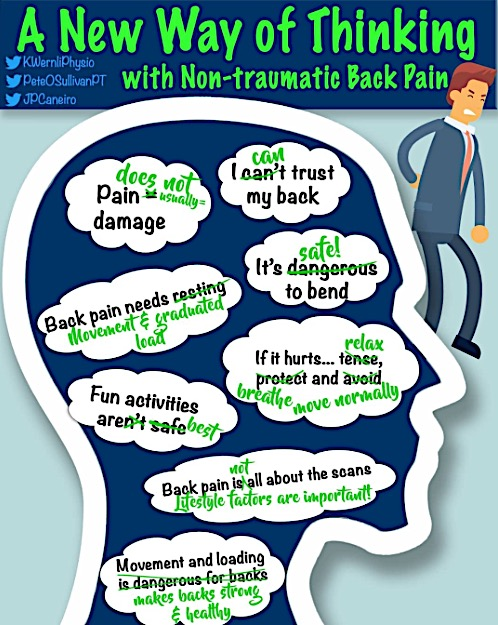 A New Way of Thinking
with Non-traumatic Back Pain
KWernliPhysio
PeteOSullivanPT
JPCaneiro
does not
Pain = usually=
damage
can
I can't trust
my back
safe!
It's dangerous
to bend
Back pain needs resting
Movement & graduated
load
relax
If it hurts... tense,
protect and avoid
breathe move normally
Fun activities
aren't safe best
not
Back pain is all about the scans
Lifestyle factors are important!
Movement and loading
is dangerous for backs
makes backs strong
& healthy